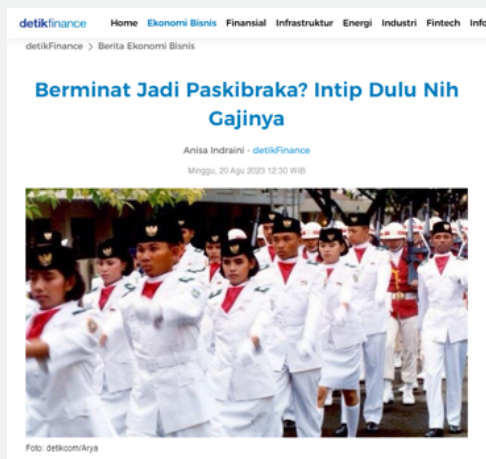 detikfinance Home Ekonomi Bisnis Finansial Infrastruktur Energi Industri Fintech Info
detikFinance > Berita Ekonomi Bisnis
Berminat Jadi Paskibraka? Intip Dulu Nih
Gajinya
Anisa Indraini - detikFinance
Minggu, 20 Agu 2023 12:30 WIB
Foto: detikcom/Arya